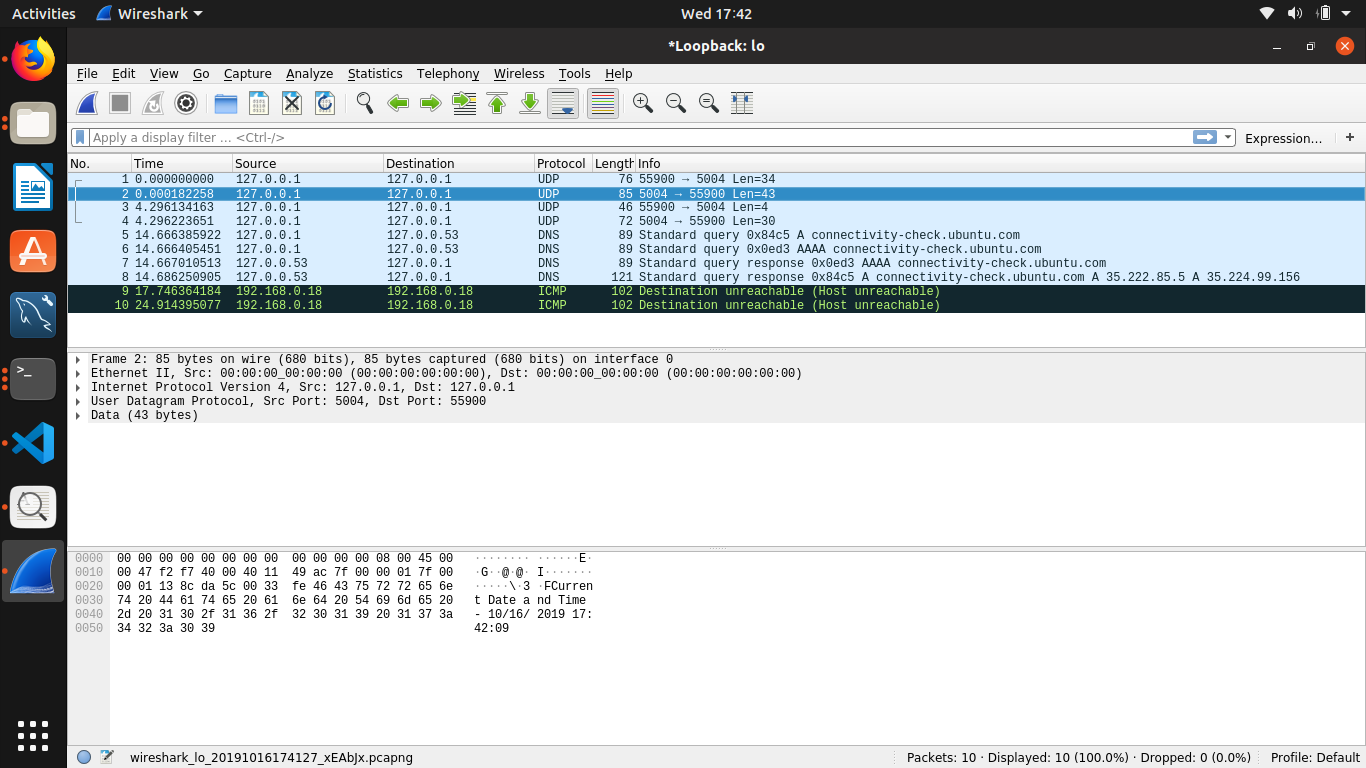 Activities Wireshark Wed 17:42
*Loopback: lo
File Edit View Go Capture Analyze Statistics Telephony Wireless Tools Help
Apply a display filter … <Ctrl-/> Expression… +
No. Time Source Destination Protocol Length Info
1 0.000000000 127.0.0.1 127.0.0.1 UDP 76 55900 → 5004 Len=34
2 0.000182258 127.0.0.1 127.0.0.1 UDP 85 5004 → 55900 Len=43
3 4.296134163 127.0.0.1 127.0.0.1 UDP 46 55900 → 5004 Len=4
4 4.296223651 127.0.0.1 127.0.0.1 UDP 72 5004 → 55900 Len=30
5 14.666385922 127.0.0.1 127.0.0.53 DNS 89 Standard query 0x84c5 A connectivity-check.ubuntu.com
6 14.666405451 127.0.0.1 127.0.0.53 DNS 89 Standard query 0x0ed3 AAAA connectivity-check.ubuntu.com
7 14.667010513 127.0.0.53 127.0.0.1 DNS 89 Standard query response 0x0ed3 AAAA connectivity-check.ubuntu.com
8 14.686250905 127.0.0.53 127.0.0.1 DNS 121 Standard query response 0x84c5 A connectivity-check.ubuntu.com A 35.222.85.5 A 35.224.99.156
9 17.746364184 192.168.0.18 192.168.0.18 ICMP 102 Destination unreachable (Host unreachable)
10 24.914395077 192.168.0.18 192.168.0.18 ICMP 102 Destination unreachable (Host unreachable)
Frame 2: 85 bytes on wire (680 bits), 85 bytes captured (680 bits) on interface 0
Ethernet II, Src: 00:00:00_00:00:00 (00:00:00:00:00:00), Dst: 00:00:00_00:00:00 (00:00:00:00:00:00)
Internet Protocol Version 4, Src: 127.0.0.1, Dst: 127.0.0.1
User Datagram Protocol, Src Port: 5004, Dst Port: 55900
Data (43 bytes)
0000 00 00 00 00 00 00 00 00 00 00 00 00 08 00 45 00 ········ ······E·
0010 00 47 f2 f7 40 00 40 11 49 ac 7f 00 00 01 7f 00 ·G··@·@· I·······
0020 00 01 13 8c da 5c 00 33 fe 46 43 75 72 72 65 6e ·····\·3 ·FCurren
0030 74 20 44 61 74 65 20 61 6e 64 20 54 69 6d 65 20 t Date a nd Time
0040 2d 20 31 30 2f 31 36 2f 32 30 31 39 20 31 37 3a - 10/16/ 2019 17:
0050 34 32 3a 30 39 42:09
wireshark_lo_20191016174127_xEAbJx.pcapng Packets: 10 · Displayed: 10 (100.0%) · Dropped: 0 (0.0%) Profile: Default